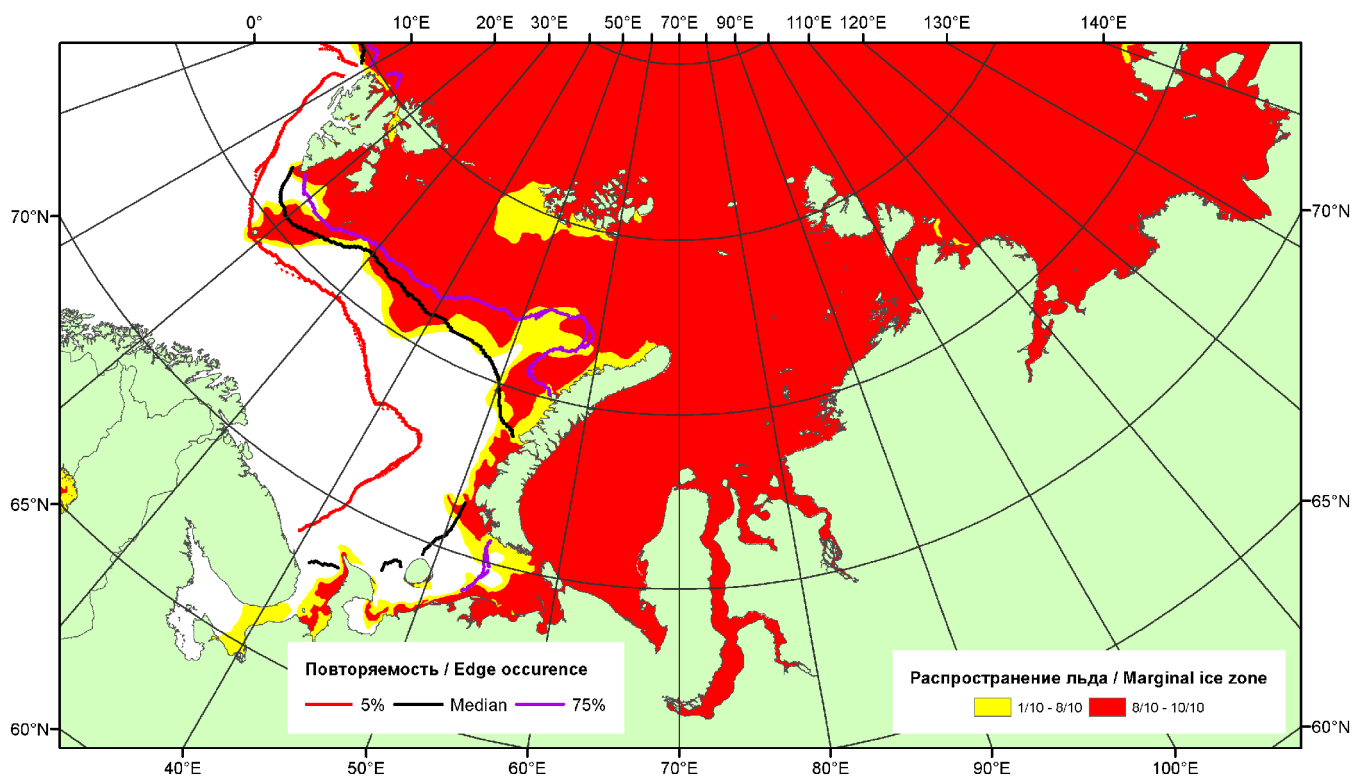 0° 10°E 20°E 30°E 40°E 50°E 60°E 70°E 90°E 110°E 120°E 130°E 140°E
70°N 70°N
65°N 65°N
60°N 60°N
Повторяемость / Edge occurence
5% Median 75%
Распространение льда / Marginal ice zone
1/10 - 8/10 8/10 - 10/10
40°E 50°E 60°E 70°E 80°E 90°E 100°E